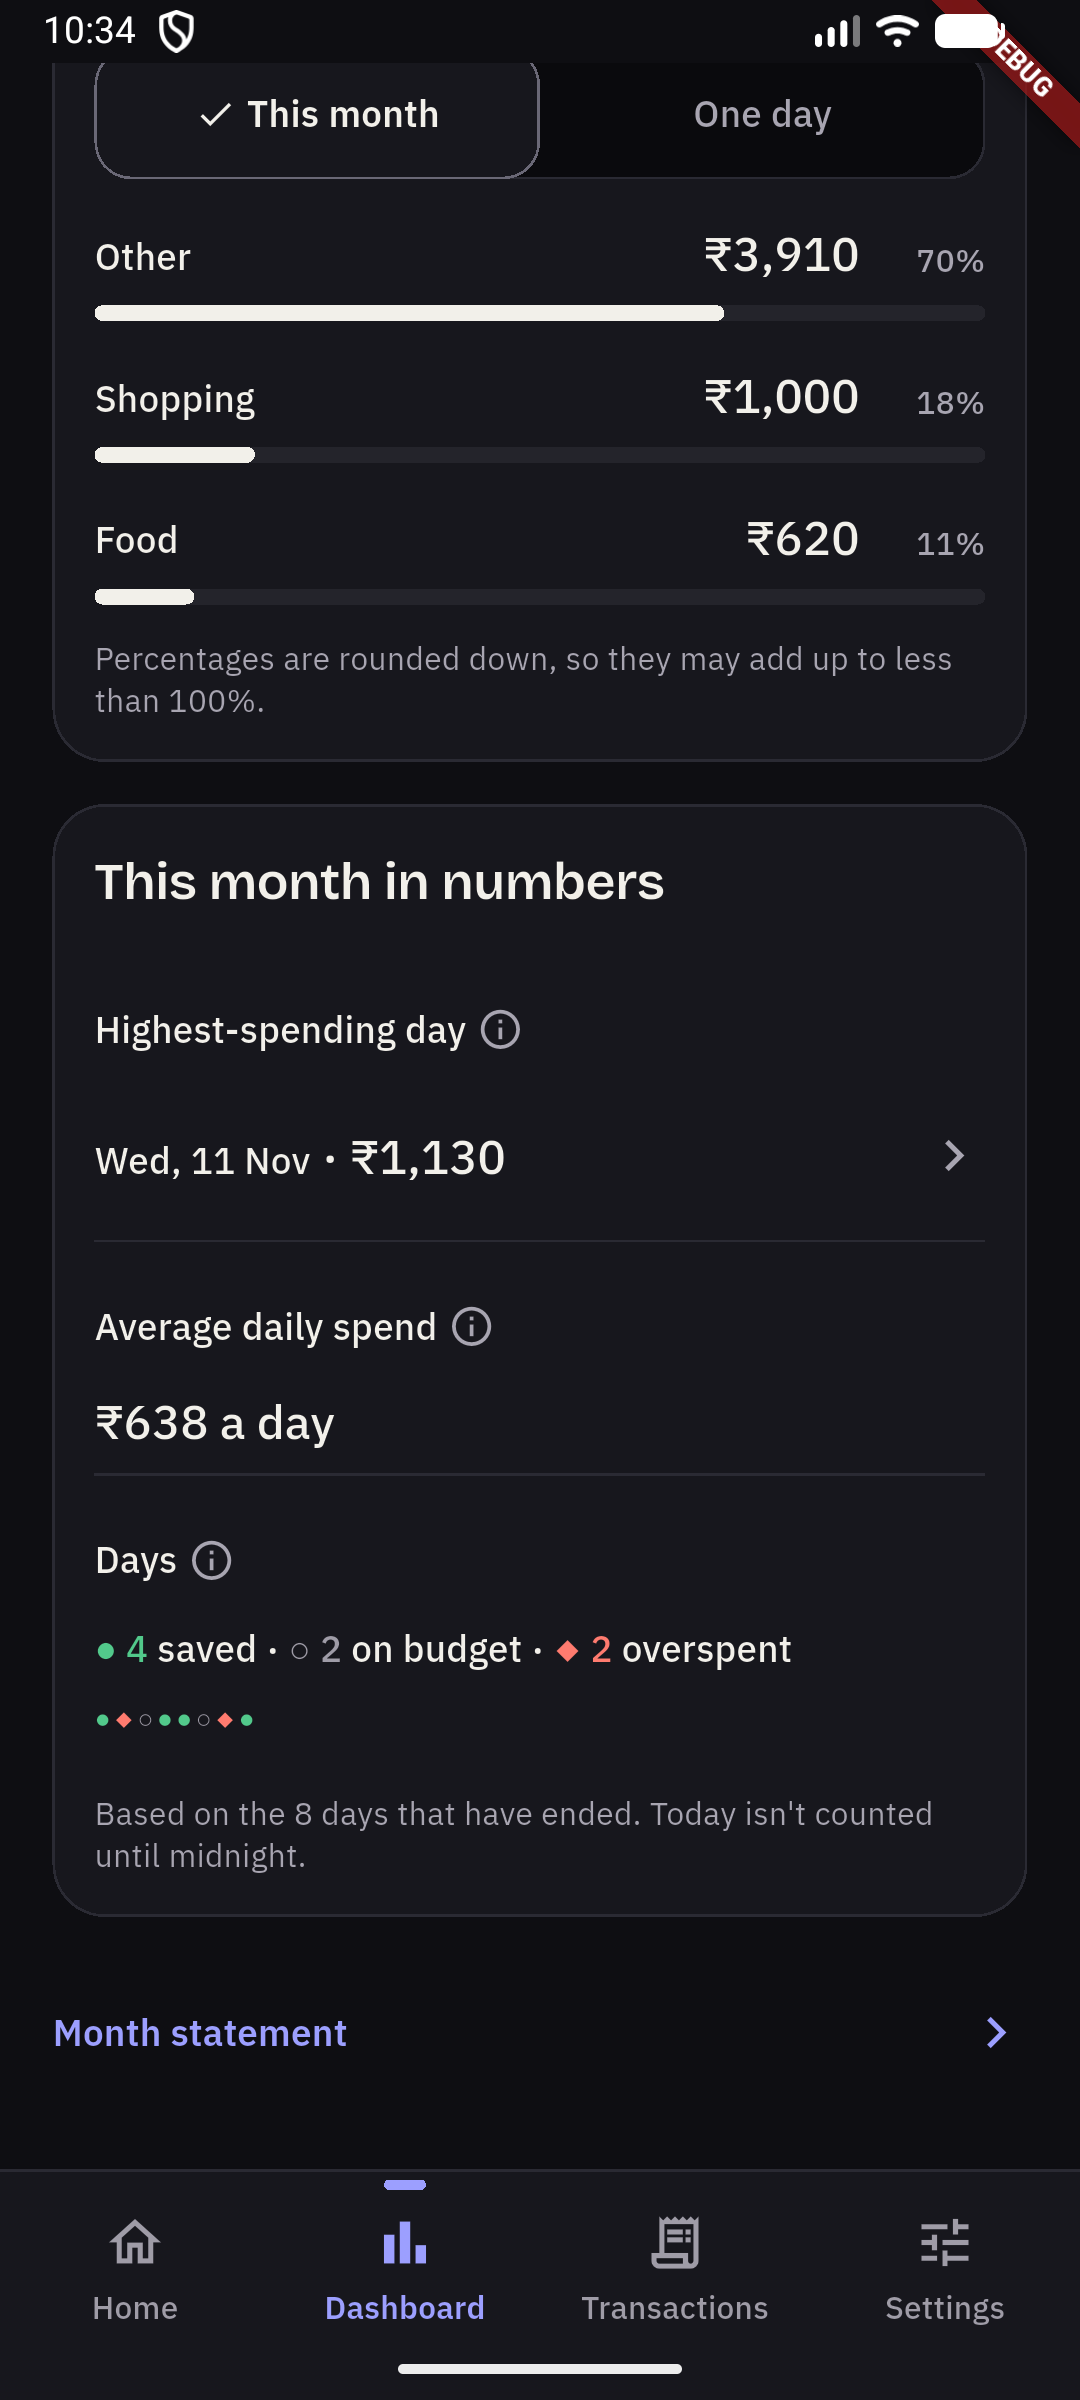 10:34
DEBUG
This month
One day
Other ₹3,910 70%
Shopping ₹1,000 18%
Food ₹620 11%
Percentages are rounded down, so they may add up to less
than 100%.
This month in numbers
Highest-spending day
Wed, 11 Nov · ₹1,130
Average daily spend
₹638 a day
Days
4 saved · 2 on budget · 2 overspent
Based on the 8 days that have ended. Today isn't counted
until midnight.
Month statement
Home
Dashboard
Transactions
Settings